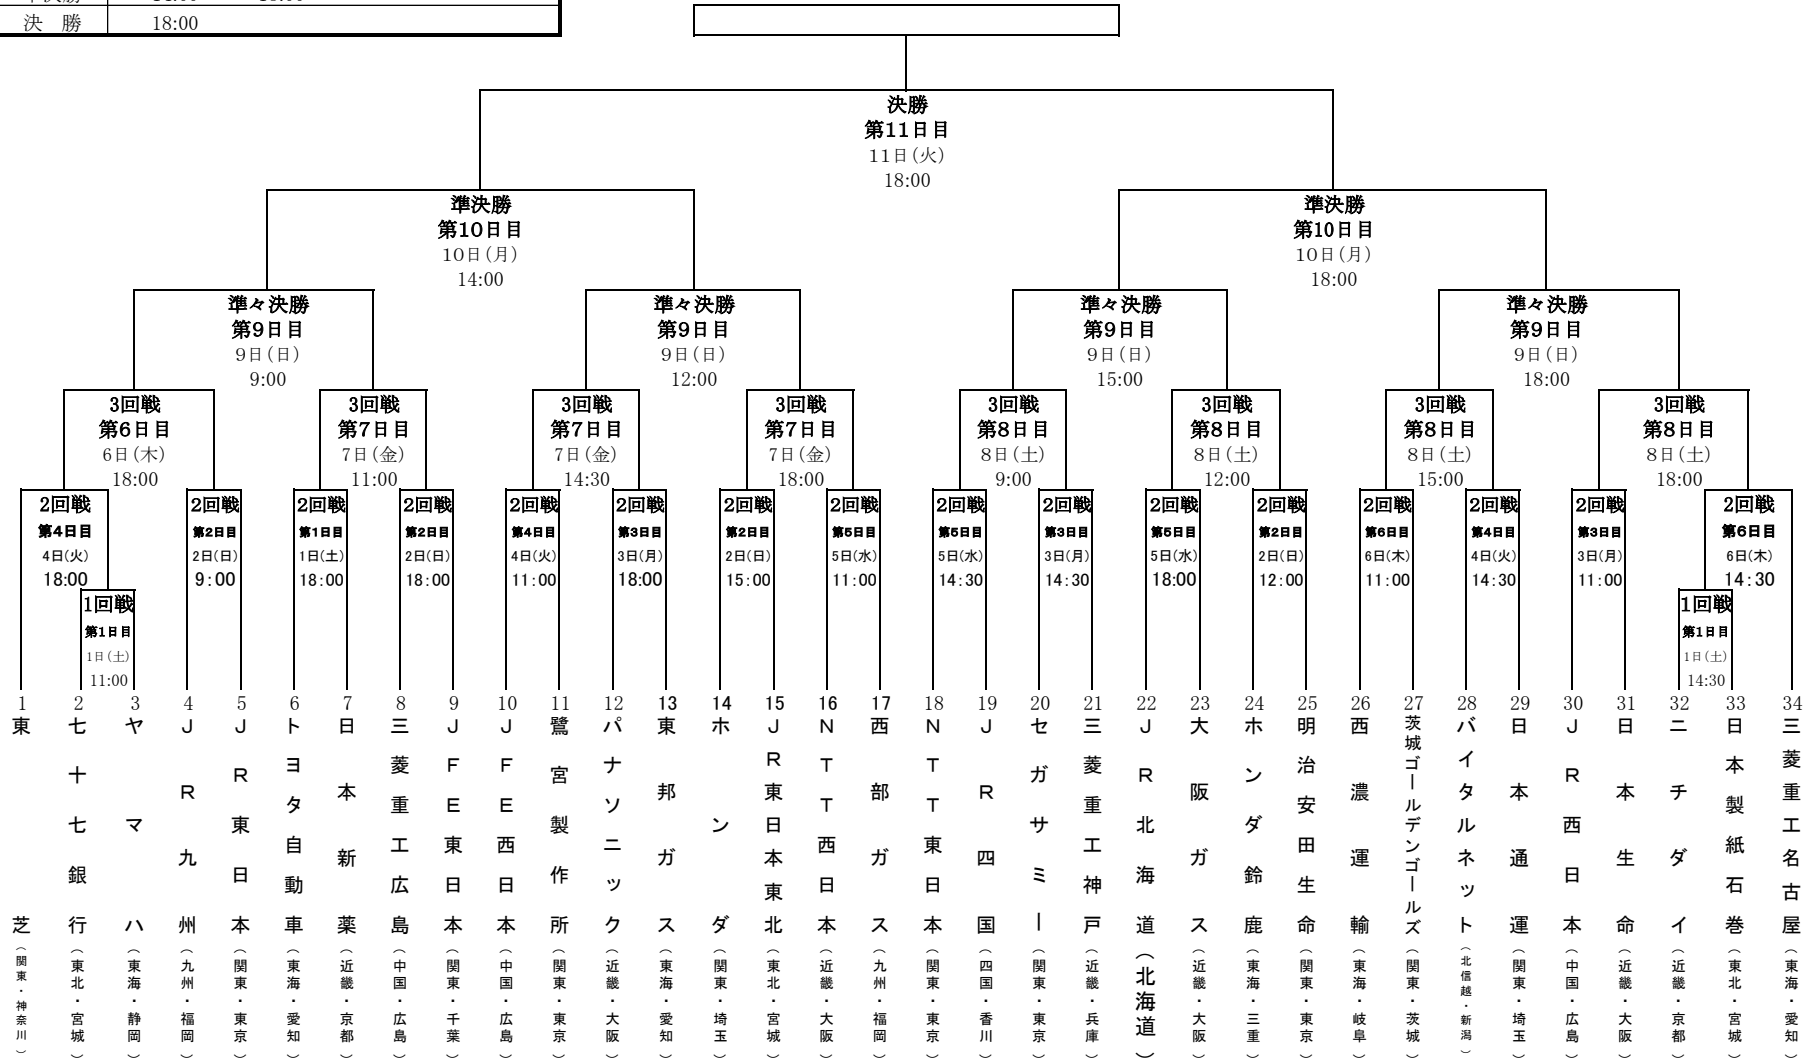 決　勝 18:00
決勝
第11日目
11日(火)
18:00
準決勝
第10日目
10日(月)
14:00
準決勝
第10日目
10日(月)
18:00
準々決勝
第9日目
9日(日)
9:00
準々決勝
第9日目
9日(日)
12:00
準々決勝
第9日目
9日(日)
15:00
準々決勝
第9日目
9日(日)
18:00
3回戦
第6日目
6日(木)
18:00
3回戦
第7日目
7日(金)
11:00
3回戦
第7日目
7日(金)
14:30
3回戦
第7日目
7日(金)
18:00
3回戦
第8日目
8日(土)
9:00
3回戦
第8日目
8日(土)
12:00
3回戦
第8日目
8日(土)
15:00
3回戦
第8日目
8日(土)
18:00
2回戦
第4日目
4日(火)
18:00
2回戦
第2日目
2日(日)
9:00
2回戦
第1日目
1日(土)
18:00
2回戦
第2日目
2日(日)
18:00
2回戦
第4日目
4日(火)
11:00
2回戦
第3日目
3日(月)
18:00
2回戦
第2日目
2日(日)
15:00
2回戦
第5日目
5日(水)
11:00
2回戦
第5日目
5日(水)
14:30
2回戦
第3日目
3日(月)
14:30
2回戦
第5日目
5日(水)
18:00
2回戦
第2日目
2日(日)
12:00
2回戦
第6日目
6日(木)
11:00
2回戦
第4日目
4日(火)
14:30
2回戦
第3日目
3日(月)
11:00
2回戦
第6日目
6日(木)
14:30
1回戦
第1日目
1日(土)
11:00
1回戦
第1日目
1日(土)
14:30
1 東芝(関東・神奈川)
2 七十七銀行(東北・宮城)
3 ヤマハ(東海・静岡)
4 JR九州(九州・福岡)
5 JR東日本(関東・東京)
6 トヨタ自動車(東海・愛知)
7 日本新薬(近畿・京都)
8 三菱重工広島(中国・広島)
9 JFE東日本(関東・千葉)
10 JFE西日本(中国・広島)
11 鷺宮製作所(関東・東京)
12 パナソニック(近畿・大阪)
13 東邦ガス(東海・愛知)
14 ホンダ(関東・埼玉)
15 JR東日本東北(東北・宮城)
16 NTT西日本(近畿・大阪)
17 西部ガス(九州・福岡)
18 NTT東日本(関東・東京)
19 JR四国(四国・香川)
20 セガサミー(関東・東京)
21 三菱重工神戸(近畿・兵庫)
22 JR北海道(北海道)
23 大阪ガス(近畿・大阪)
24 ホンダ鈴鹿(東海・三重)
25 明治安田生命(関東・東京)
26 西濃運輸(東海・岐阜)
27 茨城ゴールデンゴールズ(関東・茨城)
28 バイタルネット(北信越・新潟)
29 日本通運(関東・埼玉)
30 JR西日本(中国・広島)
31 日本生命(近畿・大阪)
32 ニチダイ(近畿・京都)
33 日本製紙石巻(東北・宮城)
34 三菱重工名古屋(東海・愛知)